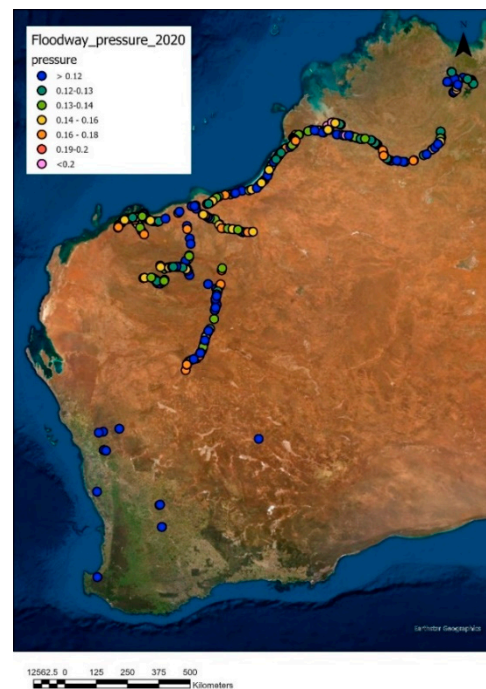 Floodway_pressure_2020
pressure
> 0.12
0.12-0.13
0.13-0.14
0.14 - 0.16
0.16 - 0.18
0.19-0.2
<0.2
N
Earthstar Geographics
12562.5 0 125 250 375 500
Kilometers